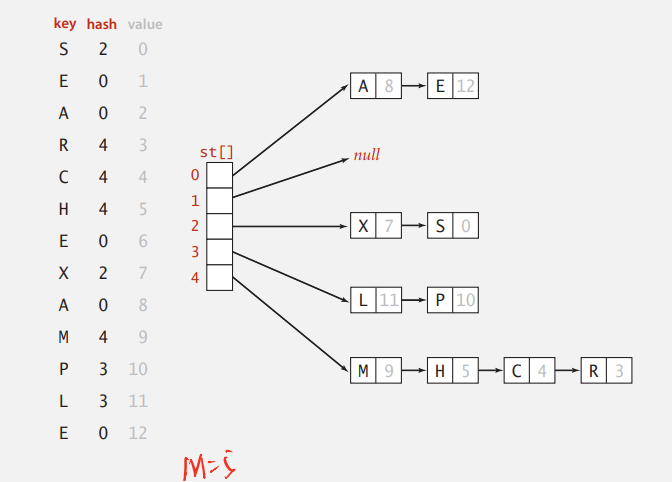 key hash value
S 2 0
E 0 1
A 0 2
R 4 3
C 4 4
H 4 5
E 0 6
X 2 7
A 0 8
M 4 9
P 3 10
L 3 11
E 0 12
st[]
0
1
2
3
4
A 8 E 12
null
X 7 S 0
L 11 P 10
M 9 H 5 C 4 R 3
M=5